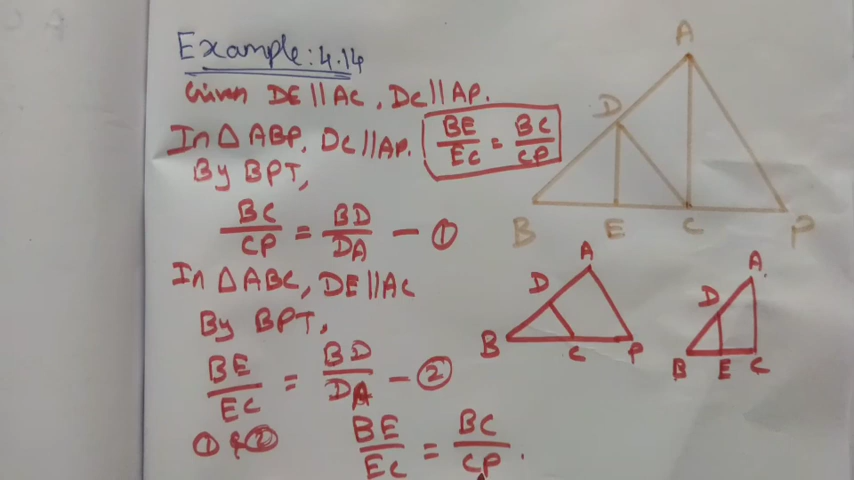 Example: 4.14
Given DE || AC, DC || AP.
In △ ABP, DC || AP.
BE/EC = BC/CP
By BPT,
BC/CP = BD/DA — ①
In △ ABC, DE || AC
By BPT,
BE/EC = BD/DA — ②
① & ②
BE/EC = BC/CP.
A
D
B E C P
A
D
B C P
A
D
B E C